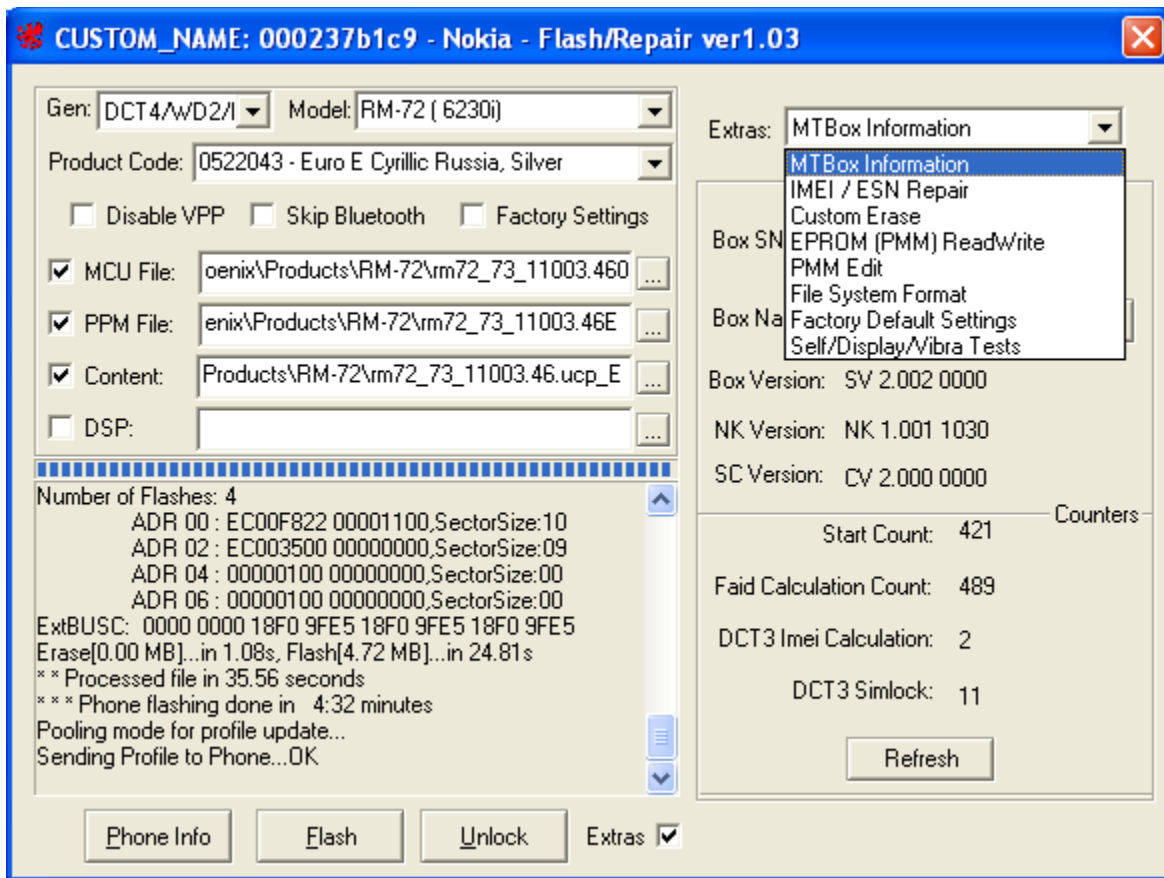 CUSTOM_NAME: 000237b1c9 - Nokia - Flash/Repair ver1.03
Gen: DCT4/WD2/I Model: RM-72 ( 6230i)
Product Code: 0522043 - Euro E Cyrillic Russia, Silver
Disable VPP Skip Bluetooth Factory Settings
MCU File: oenix\Products\RM-72\rm72_73_11003.460 ...
PPM File: enix\Products\RM-72\rm72_73_11003.46E ...
Content: Products\RM-72\rm72_73_11003.46.ucp_E ...
DSP: ...
Number of Flashes: 4
ADR 00 : EC00F822 00001100,SectorSize:10
ADR 02 : EC003500 00000000,SectorSize:09
ADR 04 : 00000100 00000000,SectorSize:00
ADR 06 : 00000100 00000000,SectorSize:00
ExtBUSC: 0000 0000 18F0 9FE5 18F0 9FE5 18F0 9FE5
Erase[0.00 MB]...in 1.08s, Flash[4.72 MB]...in 24.81s
* * Processed file in 35.56 seconds
* * * Phone flashing done in 4:32 minutes
Pooling mode for profile update...
Sending Profile to Phone...OK
Phone Info Flash Unlock Extras
Extras: MTBox Information
MTBox Information
IMEI / ESN Repair
Custom Erase
EPROM (PMM) ReadWrite
PMM Edit
File System Format
Factory Default Settings
Self/Display/Vibra Tests
Box SN
Box Na
Box Version: SV 2.002 0000
NK Version: NK 1.001 1030
SC Version: CV 2.000 0000
Counters
Start Count: 421
Faid Calculation Count: 489
DCT3 Imei Calculation: 2
DCT3 Simlock: 11
Refresh